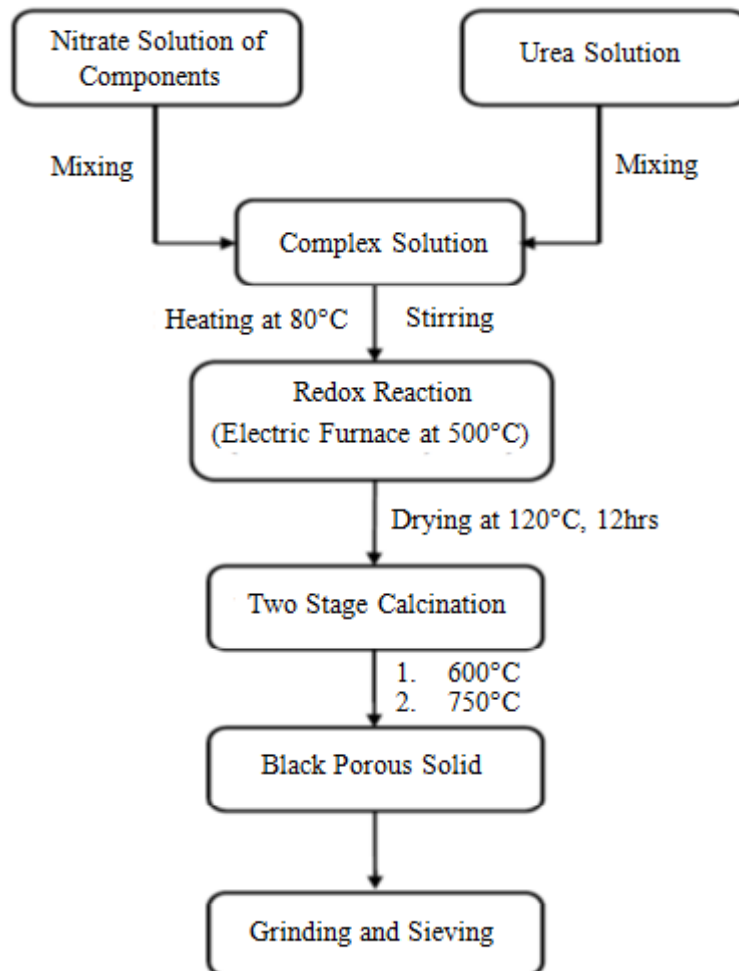 Nitrate Solution of
Components
Urea Solution
Mixing
Mixing
Complex Solution
Heating at 80°C
Stirring
Redox Reaction
(Electric Furnace at 500°C)
Drying at 120°C, 12hrs
Two Stage Calcination
1. 600°C
2. 750°C
Black Porous Solid
Grinding and Sieving